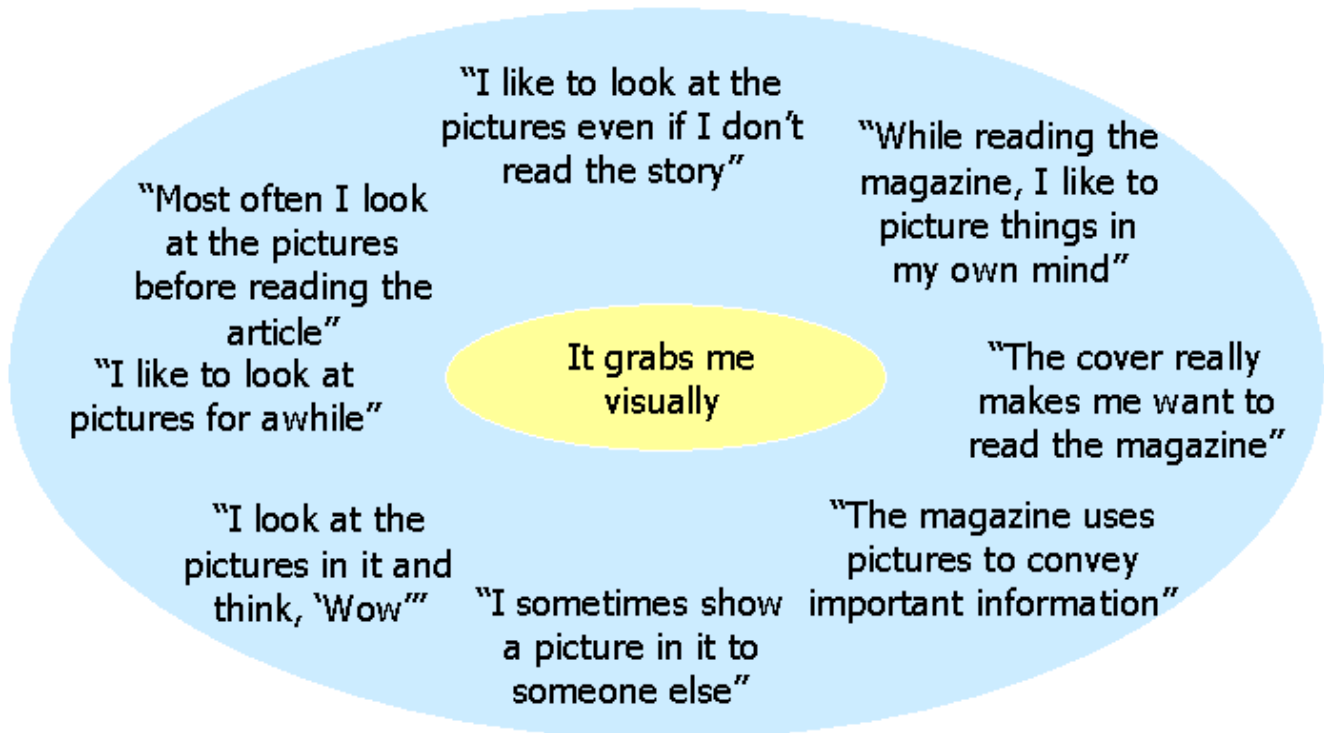 “I like to look at the
pictures even if I don’t
read the story”
“While reading the
magazine, I like to
picture things in
my own mind”
“Most often I look
at the pictures
before reading the
article”
“I like to look at
pictures for awhile”
It grabs me
visually
“The cover really
makes me want to
read the magazine”
“I look at the
pictures in it and
think, ‘Wow’”
“I sometimes show
a picture in it to
someone else”
“The magazine uses
pictures to convey
important information”